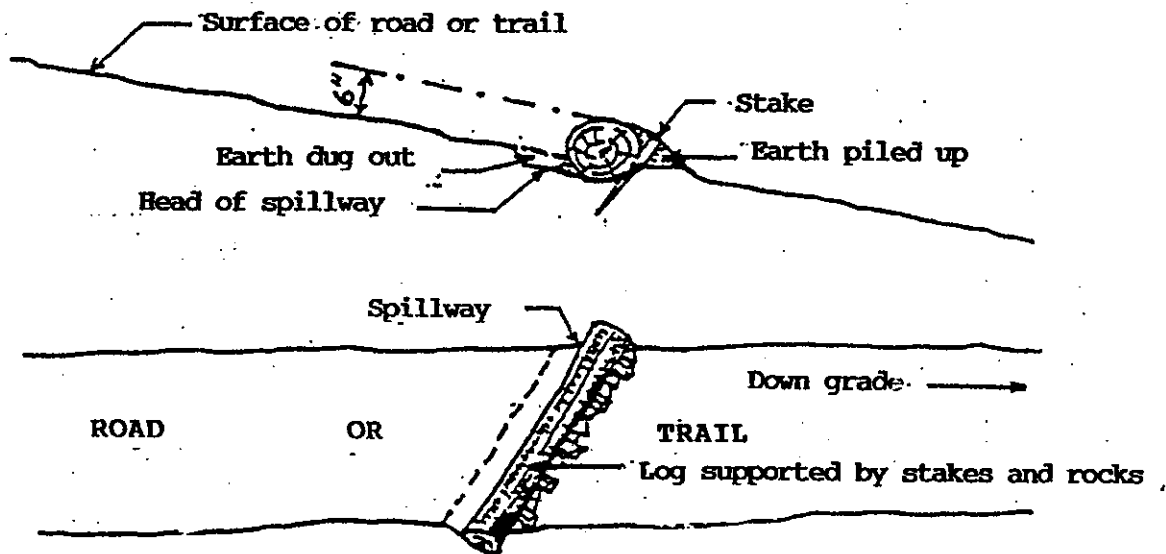 Surface of road or trail
6"
Stake
Earth dug out
Earth piled up
Head of spillway
Spillway
Down grade
ROAD OR TRAIL
Log supported by stakes and rocks